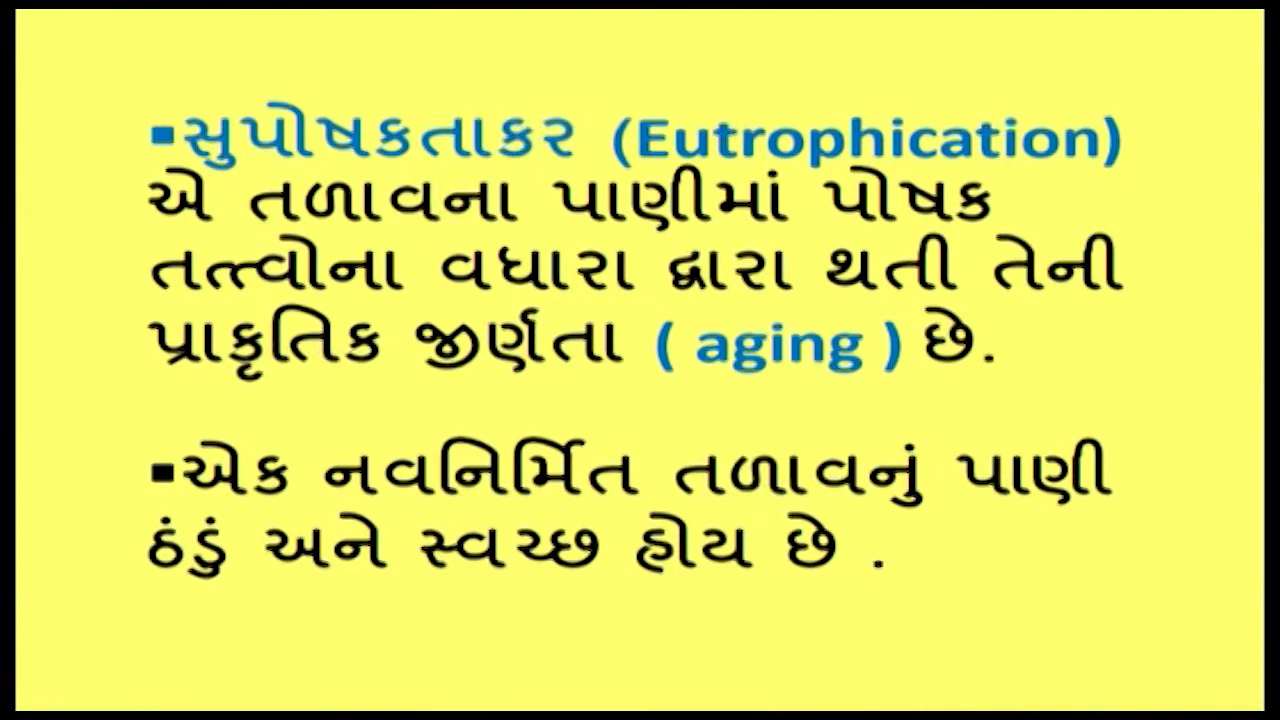 ▪સુપોષકતાકર (Eutrophication)
એ તળાવના પાણીમાં પોષક
તત્ત્વોના વધારા દ્વારા થતી તેની
પ્રાકૃતિક જીર્ણતા ( aging ) છે.
▪એક નવનિર્મિત તળાવનું પાણી
ઠંડું અને સ્વચ્છ હોય છે .